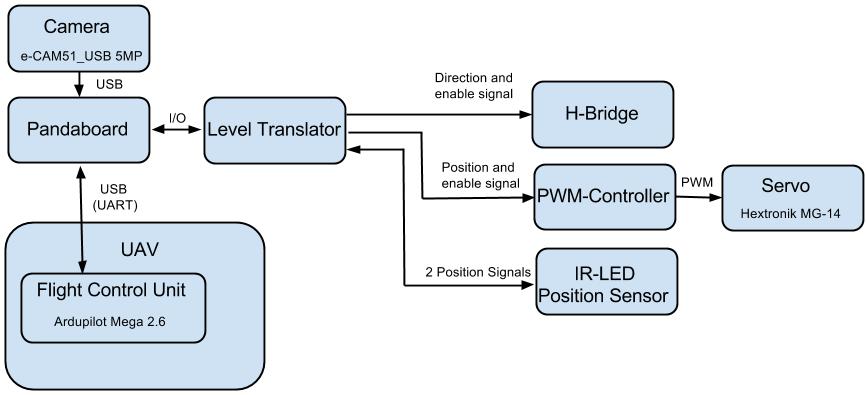 Camera
e-CAM51_USB 5MP
USB
Pandaboard
I/O
Level Translator
Direction and
enable signal
H-Bridge
Position and
enable signal
PWM-Controller
PWM
Servo
Hextronik MG-14
USB
(UART)
2 Position Signals
IR-LED
Position Sensor
UAV
Flight Control Unit
Ardupilot Mega 2.6